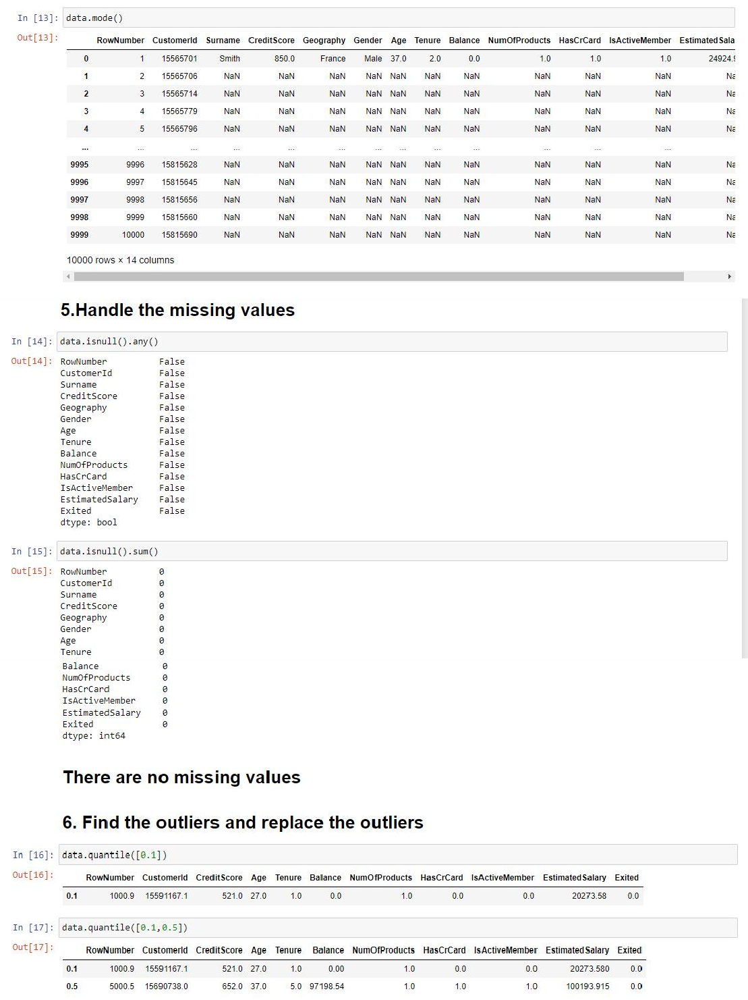 In [13]: data.mode()
Out[13]:
RowNumber CustomerId Surname CreditScore Geography Gender Age Tenure Balance NumOfProducts HasCrCard IsActiveMember EstimatedSala
0 1 15565701 Smith 850.0 France Male 37.0 2.0 0.0 1.0 1.0 1.0 24924.9
1 2 15565706 NaN NaN NaN NaN NaN NaN NaN NaN NaN NaN Na
2 3 15565714 NaN NaN NaN NaN NaN NaN NaN NaN NaN NaN Na
3 4 15565779 NaN NaN NaN NaN NaN NaN NaN NaN NaN NaN Na
4 5 15565796 NaN NaN NaN NaN NaN NaN NaN NaN NaN NaN Na
... ... ... ... ... ... ... ... ... ... ... ... ...
9995 9996 15815628 NaN NaN NaN NaN NaN NaN NaN NaN NaN NaN Na
9996 9997 15815645 NaN NaN NaN NaN NaN NaN NaN NaN NaN NaN Na
9997 9998 15815656 NaN NaN NaN NaN NaN NaN NaN NaN NaN NaN Na
9998 9999 15815660 NaN NaN NaN NaN NaN NaN NaN NaN NaN NaN Na
9999 10000 15815690 NaN NaN NaN NaN NaN NaN NaN NaN NaN NaN Na
10000 rows × 14 columns
5.Handle the missing values
In [14]: data.isnull().any()
Out[14]: RowNumber False
CustomerId False
Surname False
CreditScore False
Geography False
Gender False
Age False
Tenure False
Balance False
NumOfProducts False
HasCrCard False
IsActiveMember False
EstimatedSalary False
Exited False
dtype: bool
In [15]: data.isnull().sum()
Out[15]: RowNumber 0
CustomerId 0
Surname 0
CreditScore 0
Geography 0
Gender 0
Age 0
Tenure 0
Balance 0
NumOfProducts 0
HasCrCard 0
IsActiveMember 0
EstimatedSalary 0
Exited 0
dtype: int64
There are no missing values
6. Find the outliers and replace the outliers
In [16]: data.quantile([0.1])
Out[16]:
RowNumber CustomerId CreditScore Age Tenure Balance NumOfProducts HasCrCard IsActiveMember EstimatedSalary Exited
0.1 1000.9 15591167.1 521.0 27.0 1.0 0.0 1.0 0.0 0.0 20273.58 0.0
In [17]: data.quantile([0.1,0.5])
Out[17]:
RowNumber CustomerId CreditScore Age Tenure Balance NumOfProducts HasCrCard IsActiveMember EstimatedSalary Exited
0.1 1000.9 15591167.1 521.0 27.0 1.0 0.00 1.0 0.0 0.0 20273.580 0.0
0.5 5000.5 15690738.0 652.0 37.0 5.0 97198.54 1.0 1.0 1.0 100193.915 0.0